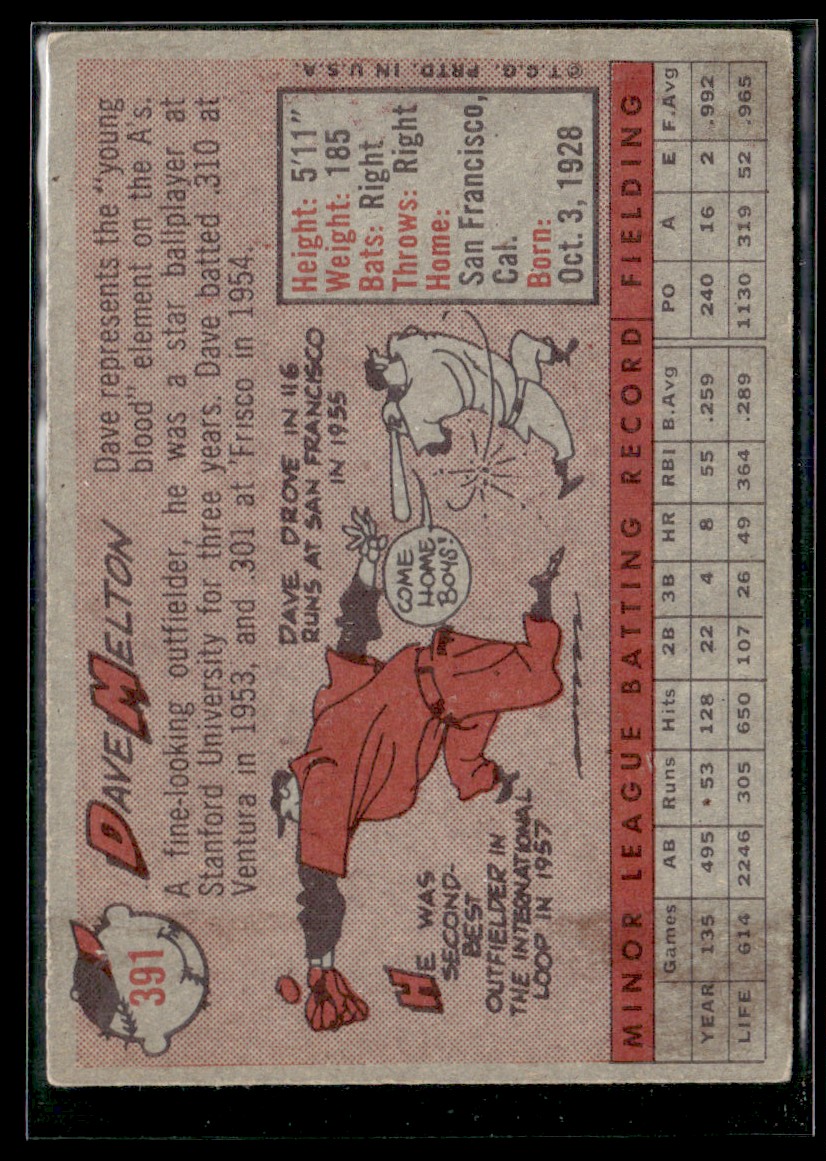 391
DAVE MELTON
Dave represents the "young
blood" element on the A's.
A fine-looking outfielder, he was a star ballplayer at
Stanford University for three years. Dave batted .310 at
Ventura in 1953, and .301 at 'Frisco in 1954.
©T.C.G. PRTD. IN U.S.A.
Height: 5'11"
Weight: 185
Bats: Right
Throws: Right
Home:
San Francisco,
Cal.
Born:
Oct. 3, 1928
DAVE DROVE IN 116
RUNS AT SAN FRANCISCO
IN 1955
COME
HOME
BOYS!
HE WAS
SECOND-
BEST
OUTFIELDER IN
THE INTERNATIONAL
LOOP IN 1957
MINOR LEAGUE BATTING RECORD FIELDING
Games AB Runs Hits 2B 3B HR RBI B.Avg PO A E F.Avg
YEAR 135 495 53 128 22 4 8 55 .259 240 16 2 .992
LIFE 614 2246 305 650 107 26 49 364 .289 1130 319 52 .965